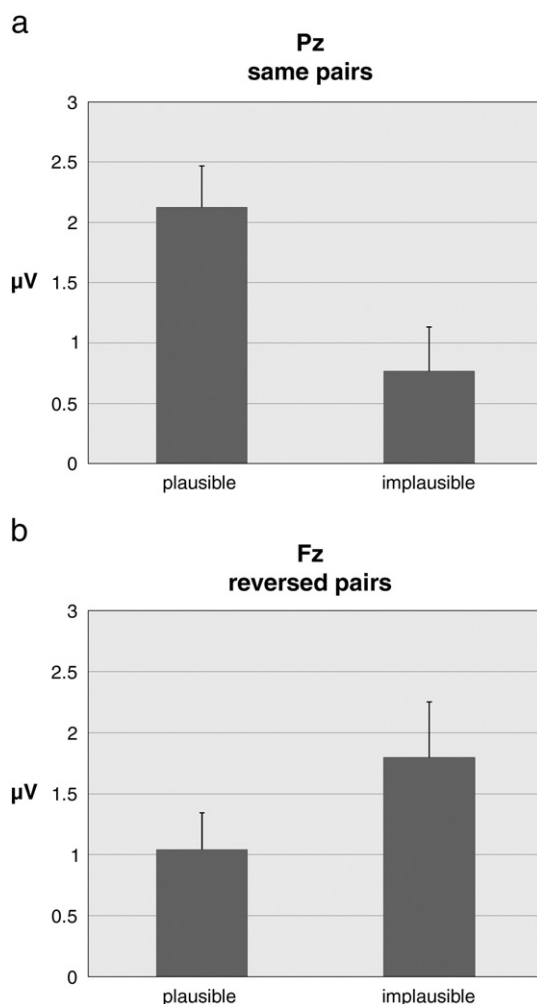 a
Pz
same pairs
3
2.5
2
1.5
1
0.5
0
µV
plausible implausible
b
Fz
reversed pairs
3
2.5
2
1.5
1
0.5
0
µV
plausible implausible